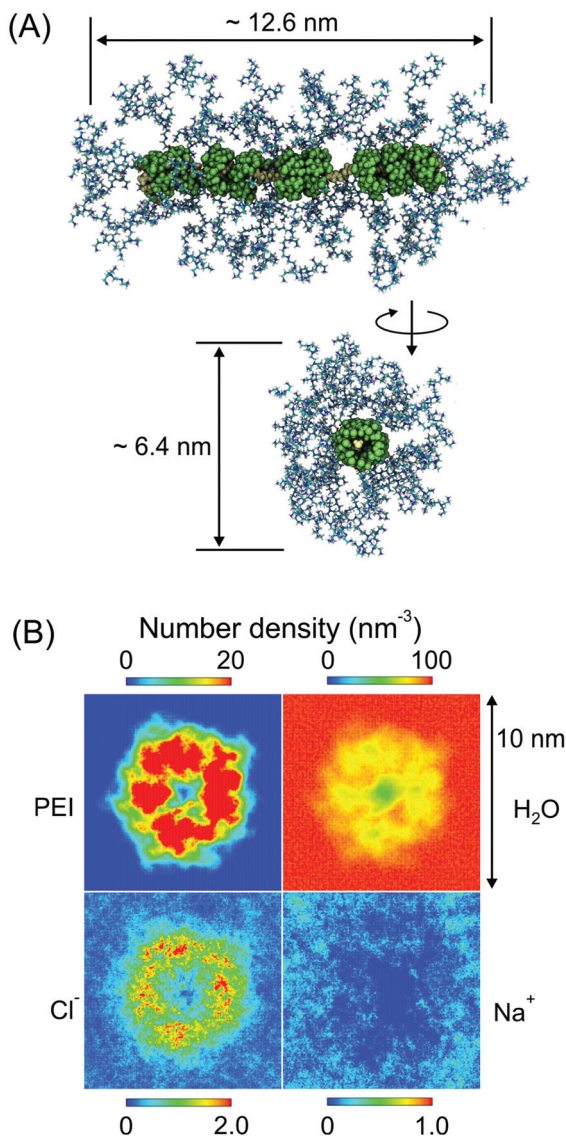 (A)
~ 12.6 nm
~ 6.4 nm
(B)
Number density (nm⁻³)
0 20 0 100
PEI
10 nm
H₂O
Cl⁻
Na⁺
0 2.0 0 1.0